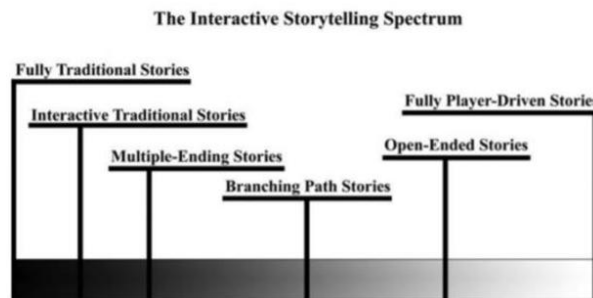 The Interactive Storytelling Spectrum
Fully Traditional Stories
Fully Player-Driven Storie
Interactive Traditional Stories
Open-Ended Stories
Multiple-Ending Stories
Branching Path Stories